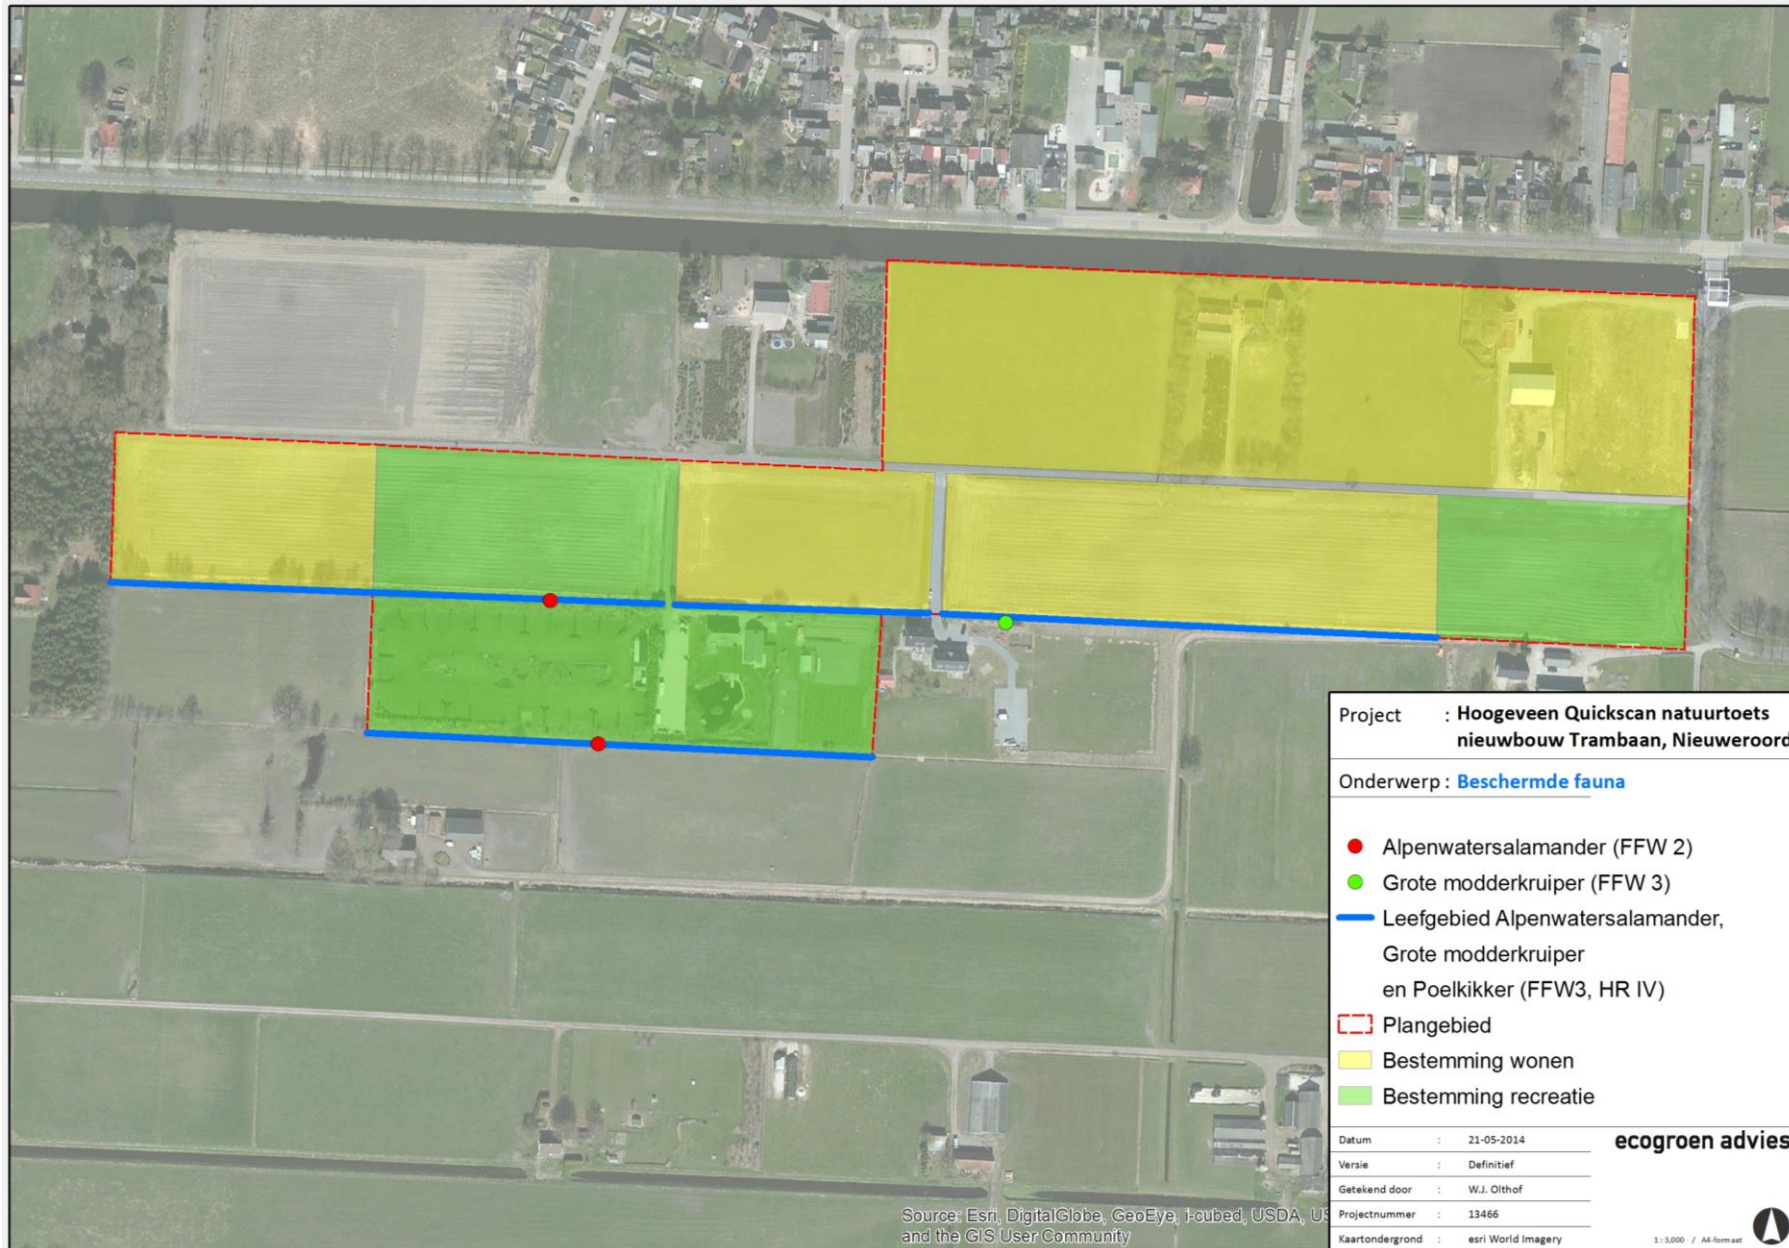 Project : Hoogeveen Quickscan natuurtoets
nieuwbouw Trambaan, Nieuweroord
Onderwerp : Beschermde fauna
Alpenwatersalamander (FFW 2)
Grote modderkruiper (FFW 3)
Leefgebied Alpenwatersalamander,
Grote modderkruiper
en Poelkikker (FFW3, HR IV)
Plangebied
Bestemming wonen
Bestemming recreatie
Datum : 21-05-2014
Versie : Definitief
Getekend door : W.J. Olthof
Projectnummer : 13466
Kaartondergrond : esri World Imagery
ecogroen advies
1:3,000 / A4-formaat
Source: Esri, DigitalGlobe, GeoEye, i-cubed, USDA, US
and the GIS User Community